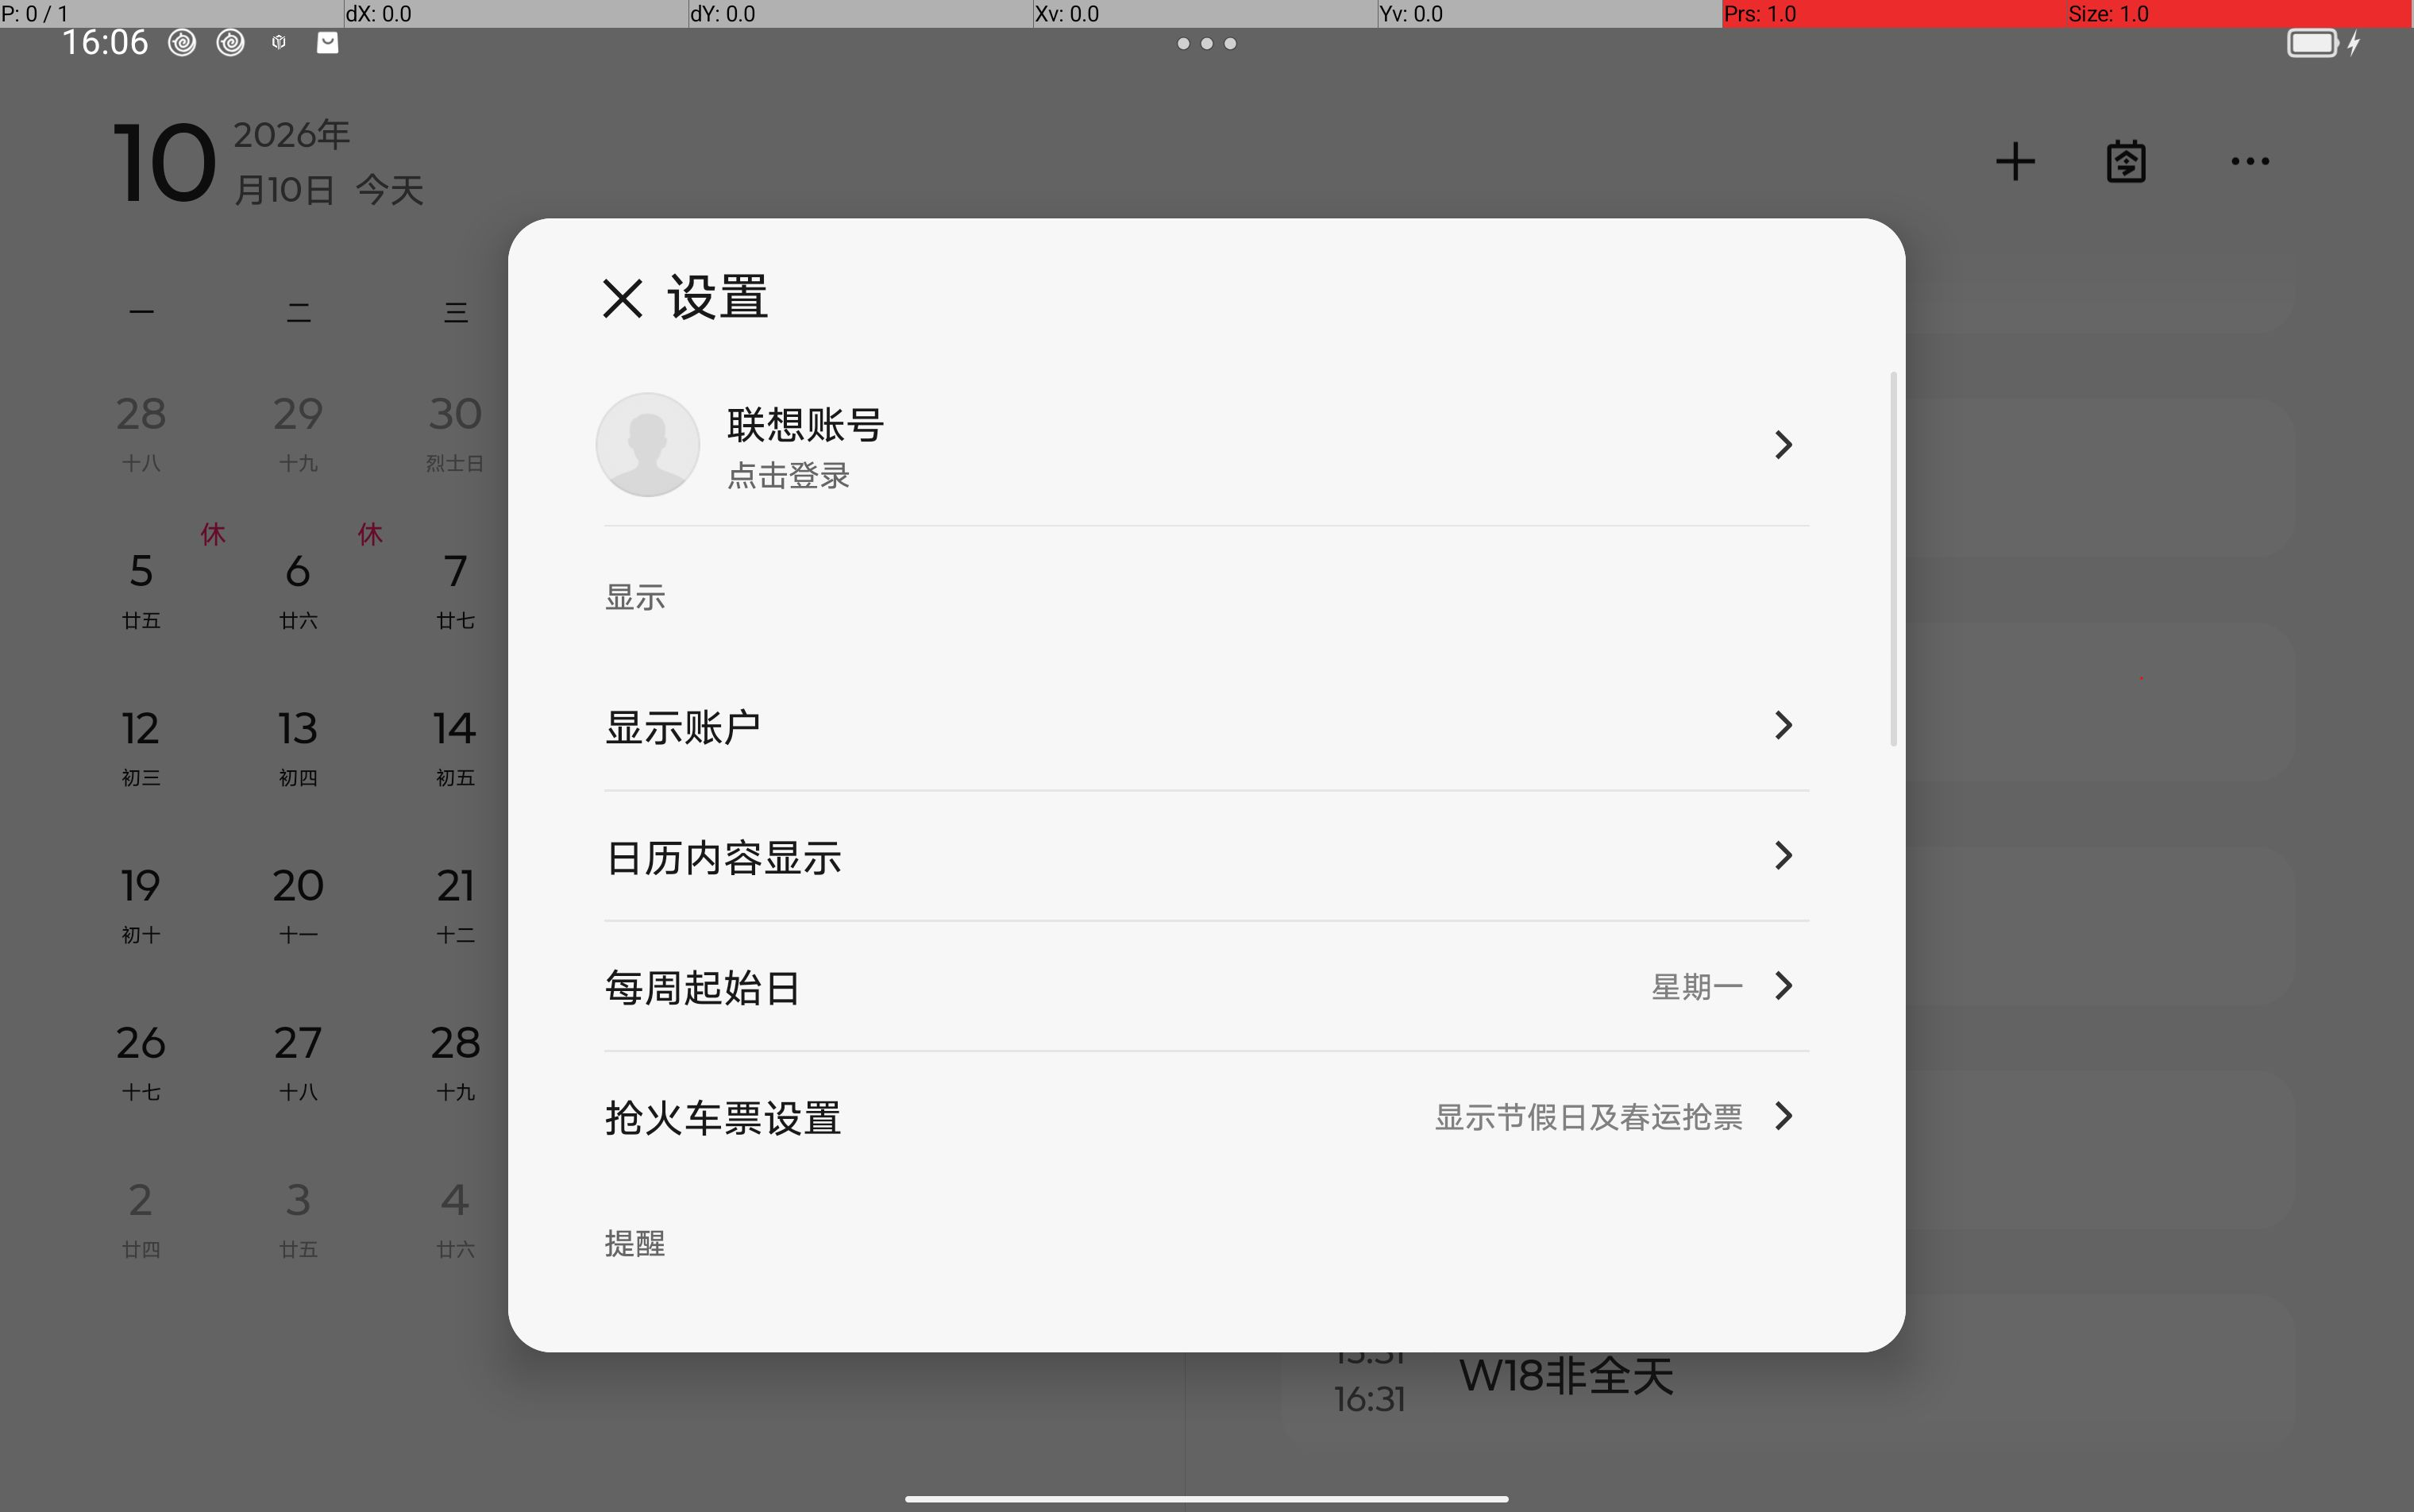 P: 0 / 1
dX: 0.0
dY: 0.0
Xv: 0.0
Yv: 0.0
Prs: 1.0
Size: 1.0
16:06
10
2026年
月10日 今天
一 二 三
28 29 30
十八 十九 烈士日
休 休
5 6 7
廿五 廿六 廿七
12 13 14
初三 初四 初五
19 20 21
初十 十一 十二
26 27 28
十七 十八 十九
2 3 4
廿四 廿五 廿六
设置
联想账号
点击登录
显示
显示账户
日历内容显示
每周起始日 星期一
抢火车票设置 显示节假日及春运抢票
提醒
W18非全天
16:31